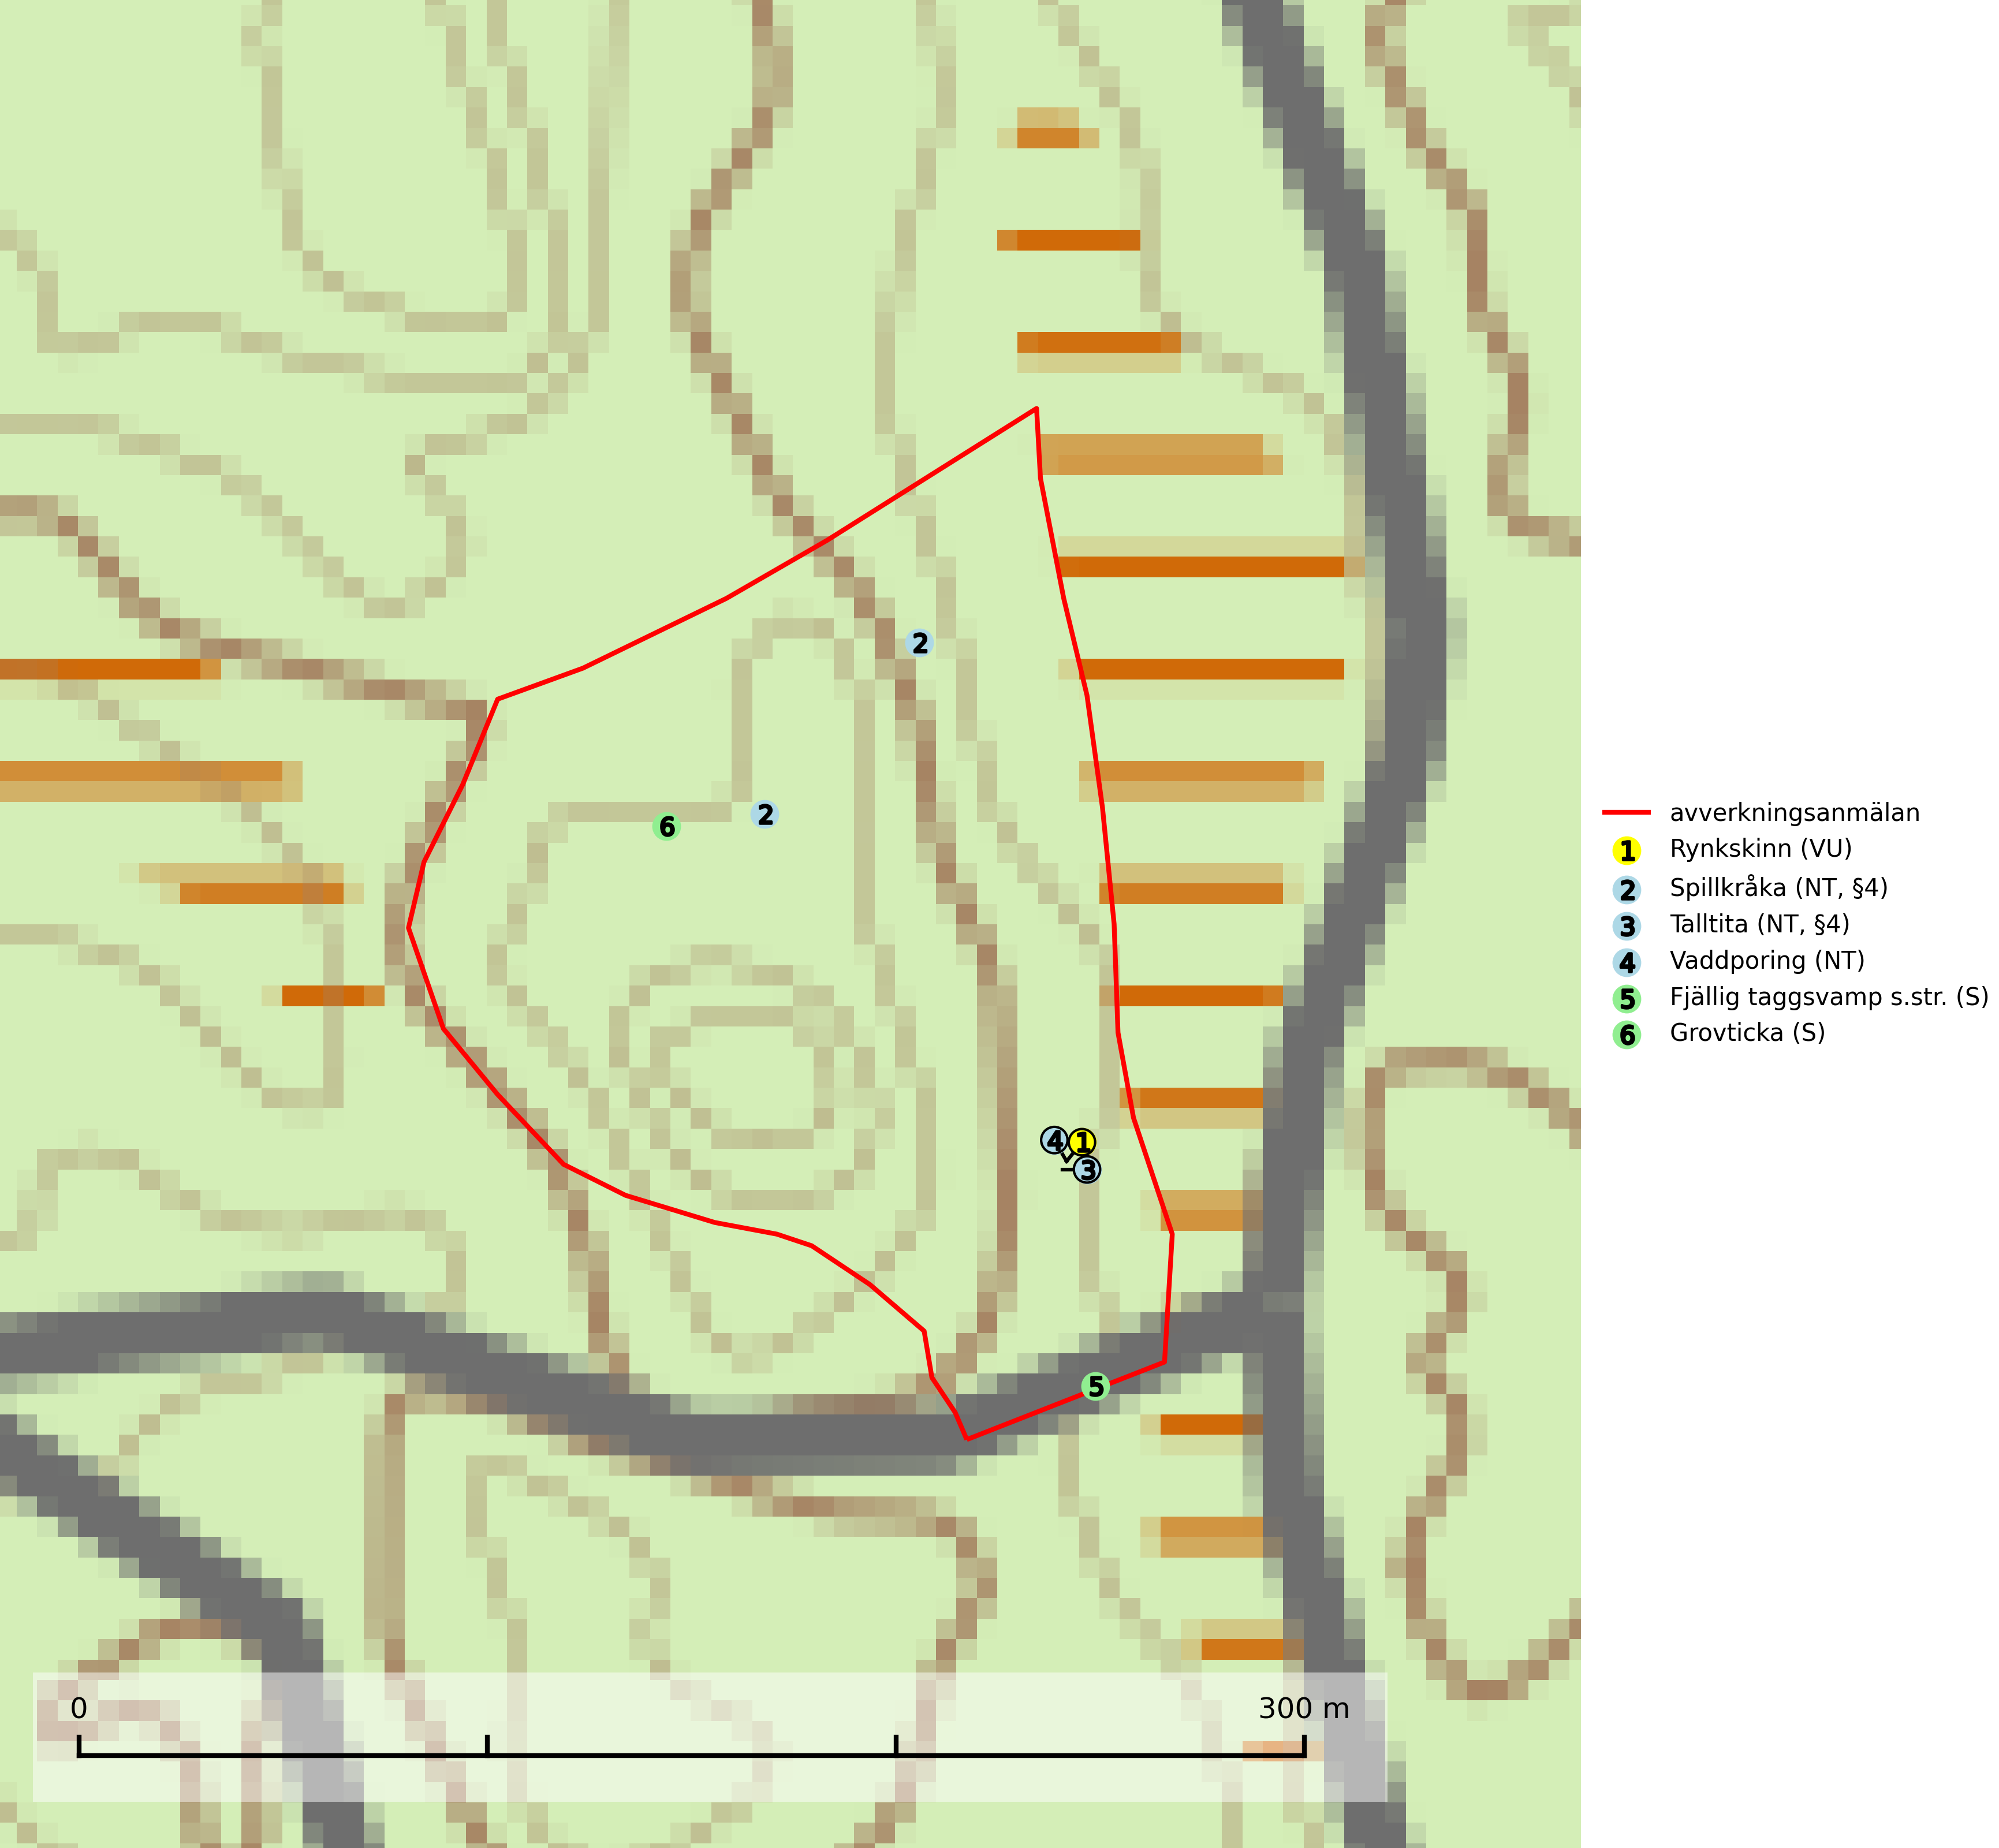 2
2
6
4 1
3
5
0 300 m
avverkningsanmälan
1 Rynkskinn (VU)
2 Spillkråka (NT, §4)
3 Talltita (NT, §4)
4 Vaddporing (NT)
5 Fjällig taggsvamp s.str. (S)
6 Grovticka (S)